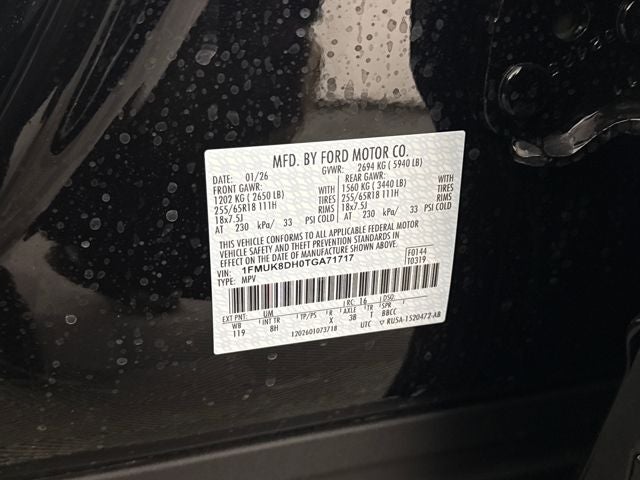 MFD. BY FORD MOTOR CO.
DATE: 01/26 GVWR: 2694 KG ( 5940 LB)
FRONT GAWR: REAR GAWR:
1202 KG ( 2650 LB) WITH 1560 KG ( 3440 LB) WITH
255/65R18 111H TIRES 255/65R18 111H TIRES
18x7.5J RIMS 18x7.5J RIMS
AT 230 kPa/ 33 PSI COLD AT 230 kPa/ 33 PSI COLD
THIS VEHICLE CONFORMS TO ALL APPLICABLE FEDERAL MOTOR
VEHICLE SAFETY AND THEFT PREVENTION STANDARDS IN
EFFECT ON THE DATE OF MANUFACTURE SHOWN ABOVE.
VIN: 1FMUK8DH0TGA71717 F0144
TYPE: MPV T0319
EXT PNT: UM RC: 16 DSO:
WB INT TR TP/PS R AXLE TR SPR
119 8H X 38 T BBCC
1202601073718 UTC RU5A-1520472-AB